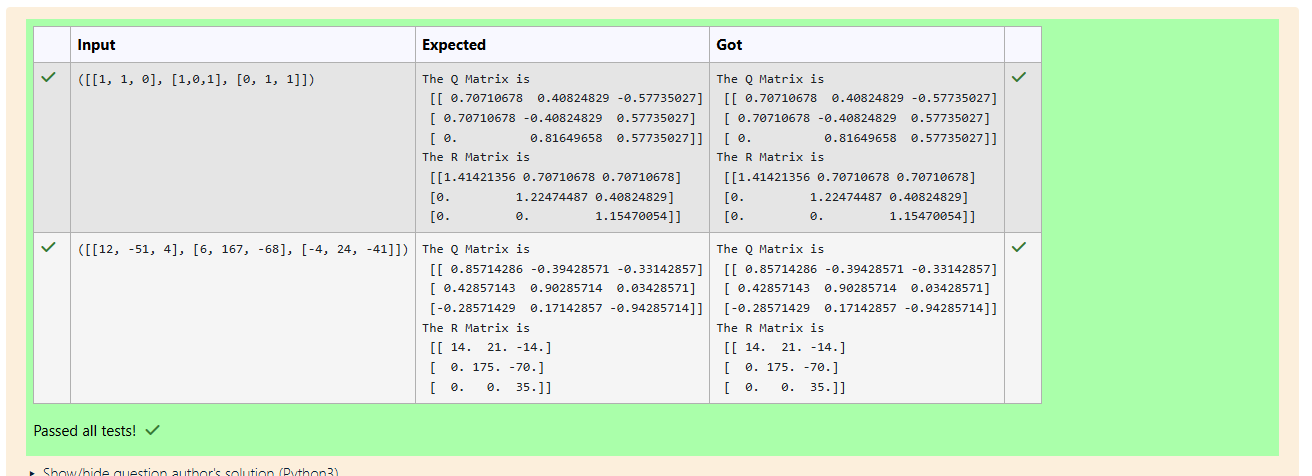 Input Expected Got
([[1, 1, 0], [1,0,1], [0, 1, 1]]) The Q Matrix is The Q Matrix is
[[ 0.70710678 0.40824829 -0.57735027] [[ 0.70710678 0.40824829 -0.57735027]
[ 0.70710678 -0.40824829 0.57735027] [ 0.70710678 -0.40824829 0.57735027]
[ 0. 0.81649658 0.57735027]] [ 0. 0.81649658 0.57735027]]
The R Matrix is The R Matrix is
[[1.41421356 0.70710678 0.70710678] [[1.41421356 0.70710678 0.70710678]
[0. 1.22474487 0.40824829] [0. 1.22474487 0.40824829]
[0. 0. 1.15470054]] [0. 0. 1.15470054]]
([[12, -51, 4], [6, 167, -68], [-4, 24, -41]]) The Q Matrix is The Q Matrix is
[[ 0.85714286 -0.39428571 -0.33142857] [[ 0.85714286 -0.39428571 -0.33142857]
[ 0.42857143 0.90285714 0.03428571] [ 0.42857143 0.90285714 0.03428571]
[-0.28571429 0.17142857 -0.94285714]] [-0.28571429 0.17142857 -0.94285714]]
The R Matrix is The R Matrix is
[[ 14. 21. -14.] [[ 14. 21. -14.]
[ 0. 175. -70.] [ 0. 175. -70.]
[ 0. 0. 35.]] [ 0. 0. 35.]]
Passed all tests!
Show/hide question author's solution (Python3)